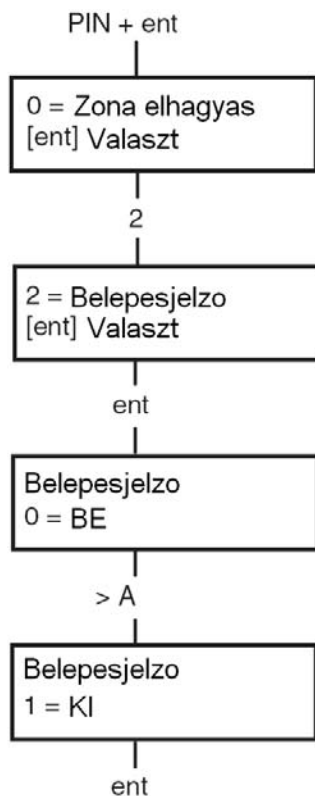 PIN + ent
0 = Zona elhagyas
[ent] Valaszt
2
2 = Belepesjelzo
[ent] Valaszt
ent
Belepesjelzo
0 = BE
> A
Belepesjelzo
1 = KI
ent